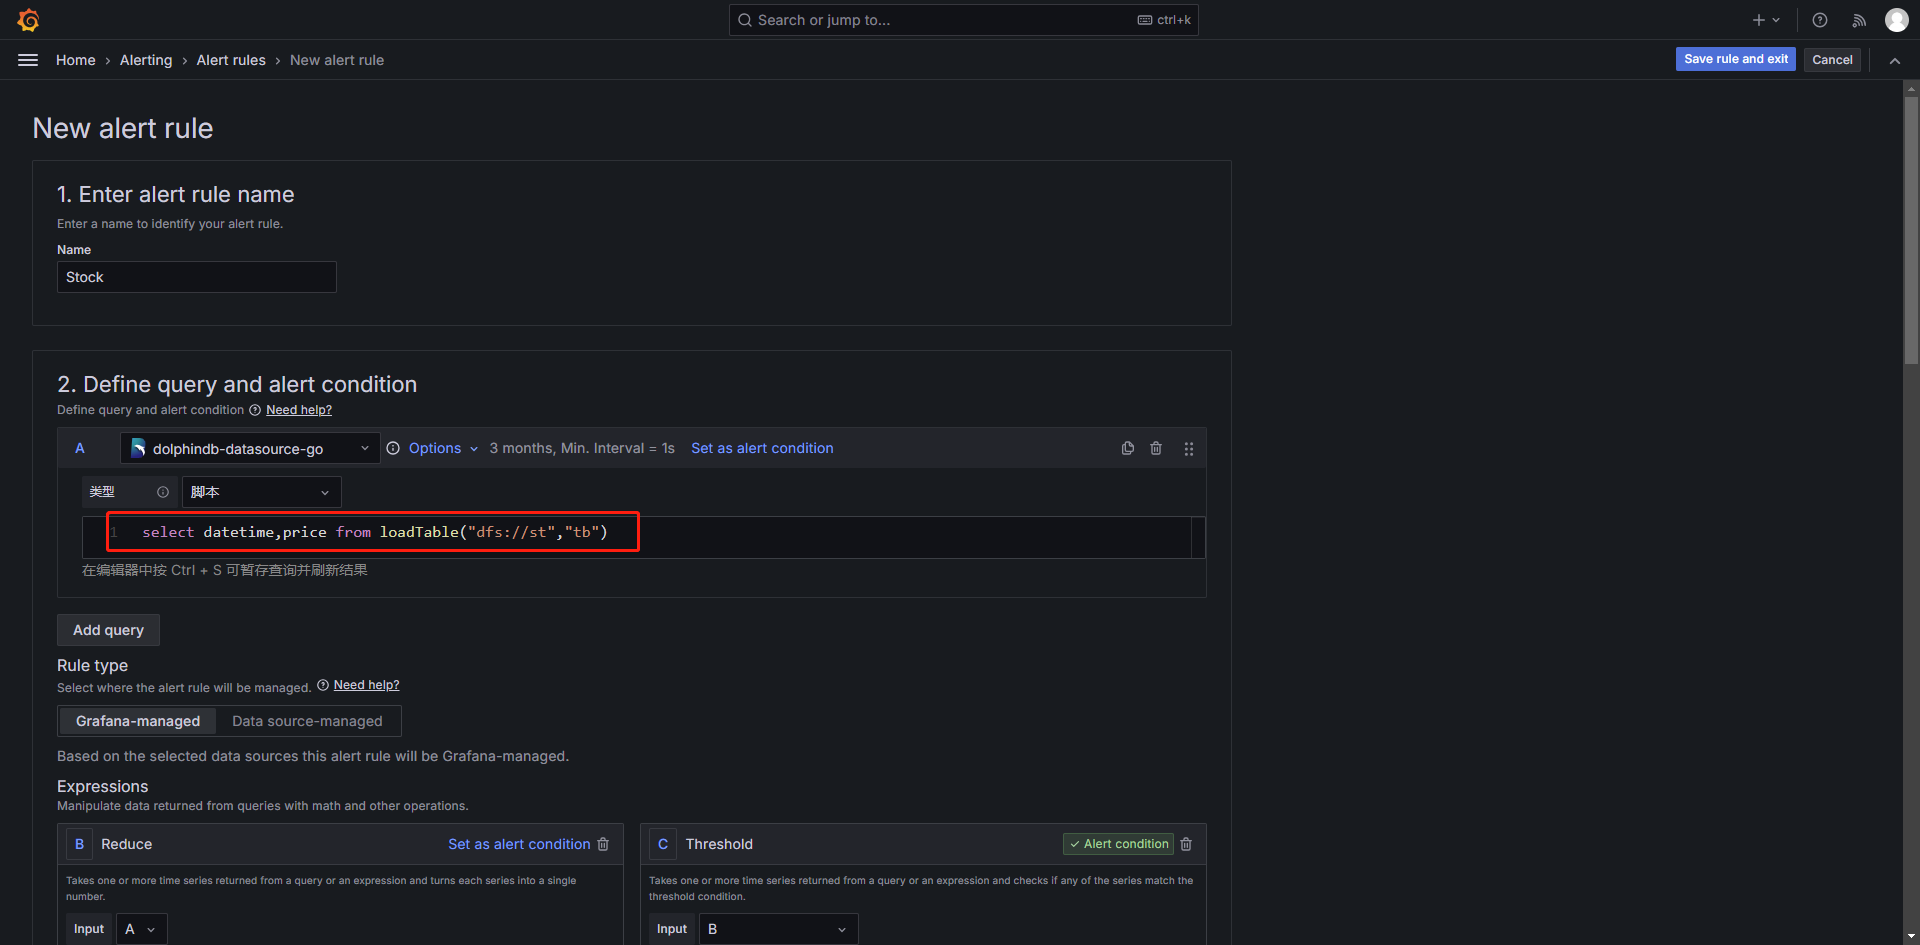 Search or jump to...
ctrl+k
Home › Alerting › Alert rules › New alert rule
Save rule and exit
Cancel
New alert rule
1. Enter alert rule name
Enter a name to identify your alert rule.
Name
Stock
2. Define query and alert condition
Define query and alert condition Need help?
A dolphindb-datasource-go Options 3 months, Min. Interval = 1s Set as alert condition
类型 脚本
1 select datetime,price from loadTable("dfs://st","tb")
在编辑器中按 Ctrl + S 可暂存查询并刷新结果
Add query
Rule type
Select where the alert rule will be managed. Need help?
Grafana-managed Data source-managed
Based on the selected data sources this alert rule will be Grafana-managed.
Expressions
Manipulate data returned from queries with math and other operations.
B Reduce Set as alert condition
Takes one or more time series returned from a query or an expression and turns each series into a single
number.
Input A
C Threshold Alert condition
Takes one or more time series returned from a query or an expression and checks if any of the series match the
threshold condition.
Input B